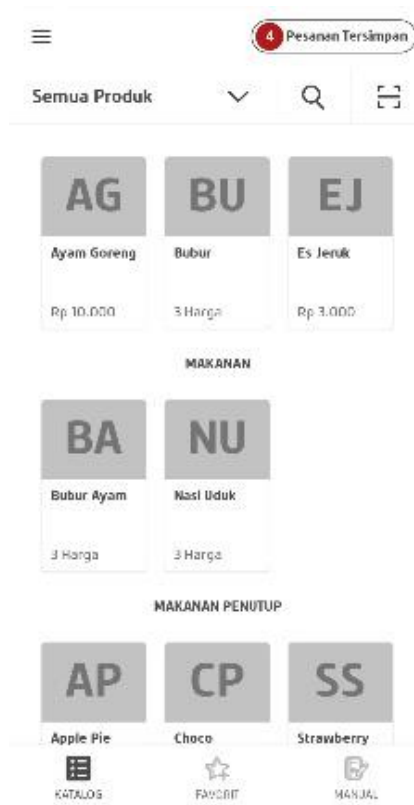 4 Pesanan Tersimpan
Semua Produk
AG BU EJ
Ayam Goreng Bubur Es Jeruk
Rp 10.000 3 Harga Rp 3.000
MAKANAN
BA NU
Bubur Ayam Nasi Uduk
3 Harga 3 Harga
MAKANAN PENUTUP
AP CP SS
Apple Pie Choco Strawberry
KATALOG FAVORIT MANUAL